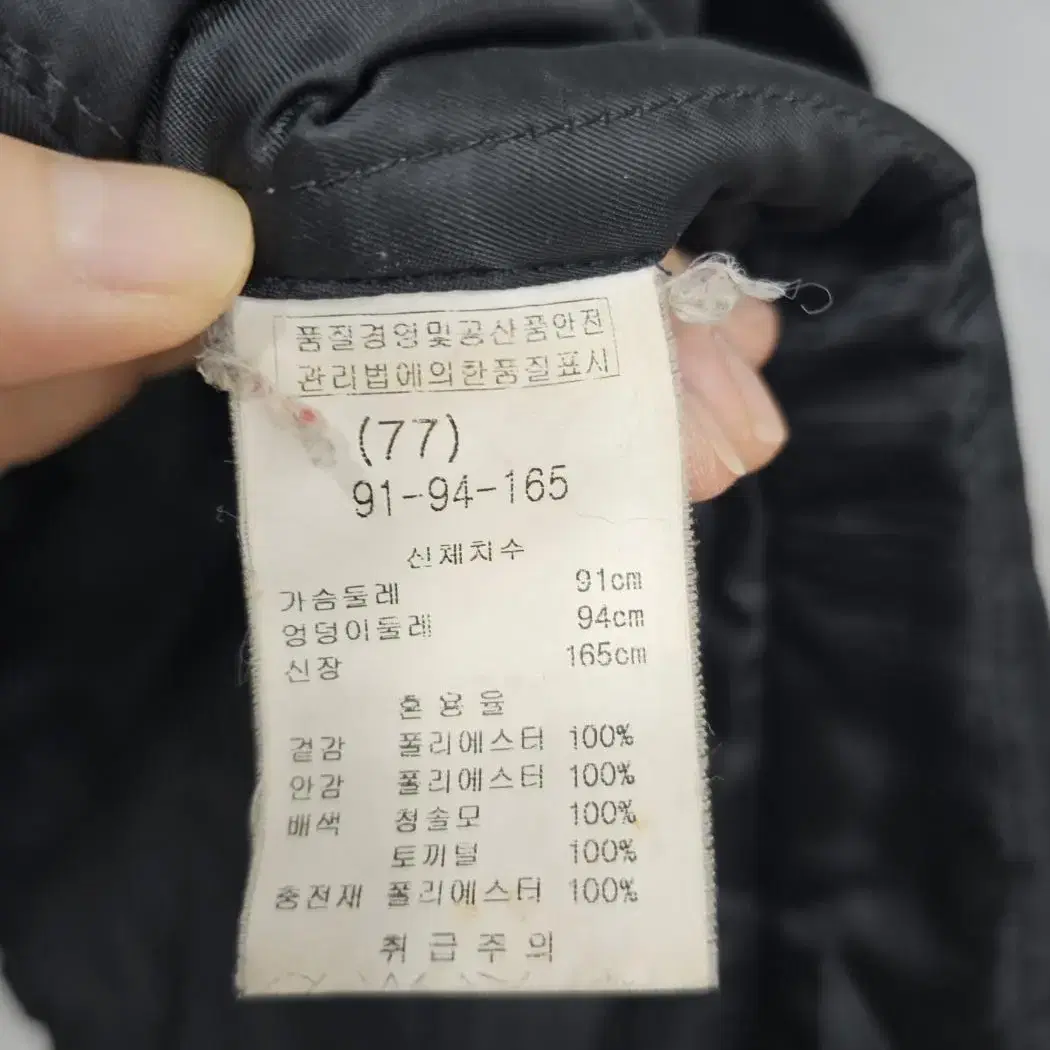 품질경영및공산품안전
관리법에의한품질표시
(77)
91-94-165
신체치수
가슴둘레 91cm
엉덩이둘레 94cm
신장 165cm
혼용율
겉감 폴리에스터 100%
안감 폴리에스터 100%
배색 청솔모 100%
토끼털 100%
충전재 폴리에스터 100%
취급주의